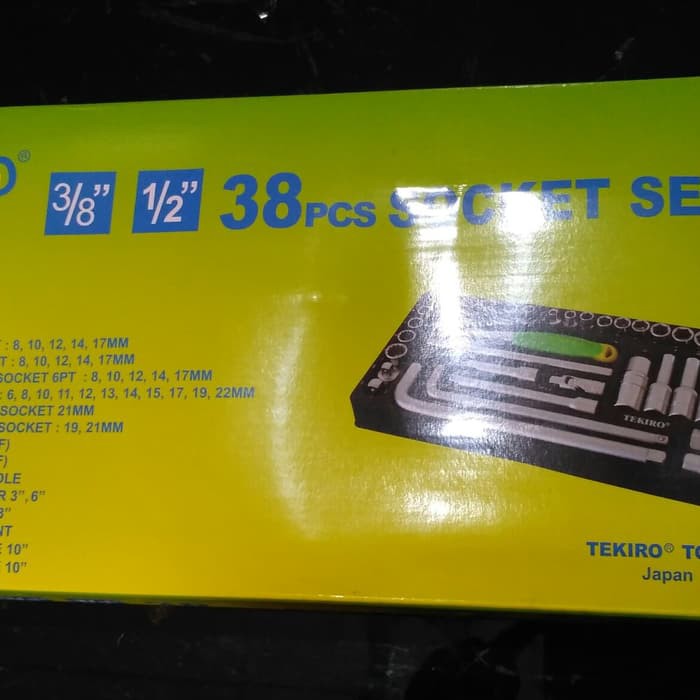 O®
3/8” 1/2” 38PCS SOCKET SE
T : 8, 10, 12, 14, 17MM
T : 8, 10, 12, 14, 17MM
SOCKET 6PT : 8, 10, 12, 14, 17MM
: 6, 8, 10, 11, 12, 13, 14, 15, 17, 19, 22MM
SOCKET 21MM
SOCKET : 19, 21MM
F)
F)
DLE
R 3”, 6”
3”
NT
E 10”
10”
TEKIRO®
TEKIRO® TO
Japan